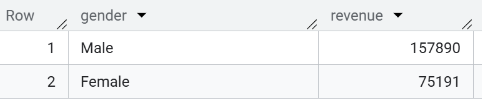 Row gender revenue
1 Male 157890
2 Female 75191